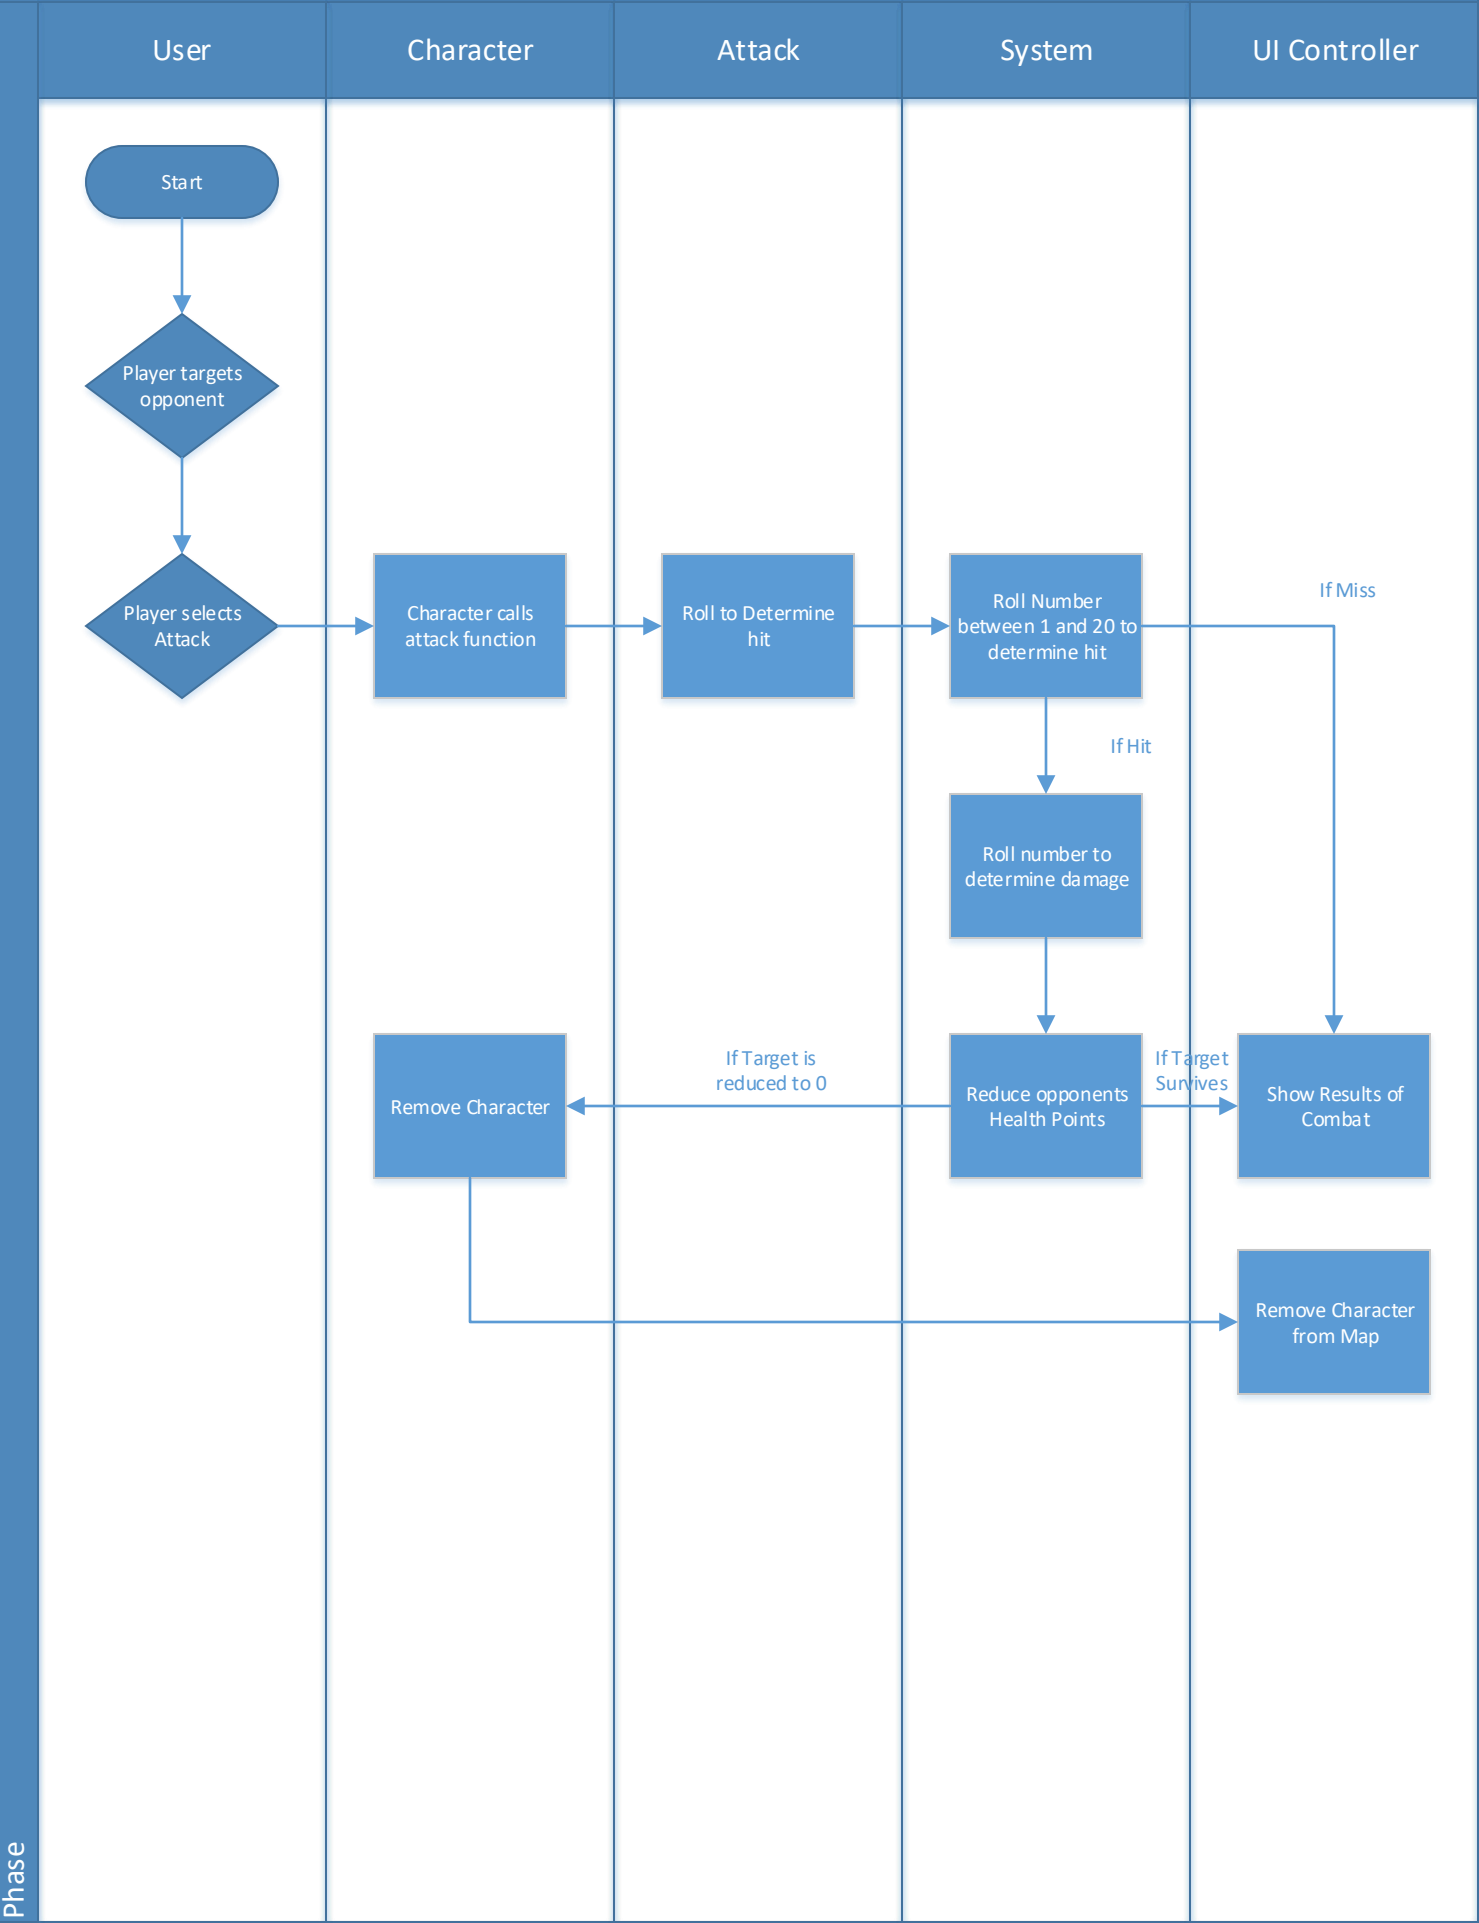 User
Character
Attack
System
UI Controller
Start
Player targets
opponent
Player selects
Attack
Character calls
attack function
Roll to Determine
hit
Roll Number
between 1 and 20 to
determine hit
If Miss
If Hit
Roll number to
determine damage
Remove Character
If Target is
reduced to 0
Reduce opponents
Health Points
If Target
Survives
Show Results of
Combat
Remove Character
from Map
Phase